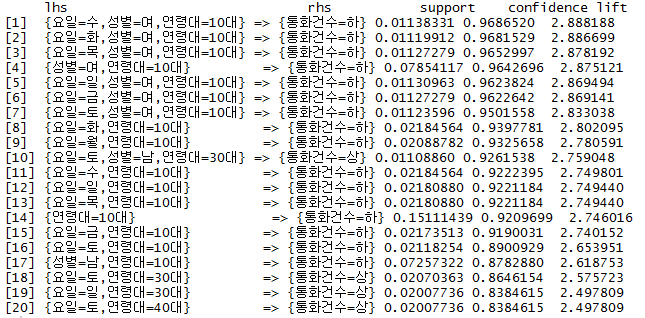 lhs rhs support confidence lift
[1] {요일=수,성별=여,연령대=10대} => {통화건수=하} 0.01138331 0.9686520 2.888188
[2] {요일=화,성별=여,연령대=10대} => {통화건수=하} 0.01119912 0.9681529 2.886699
[3] {요일=목,성별=여,연령대=10대} => {통화건수=하} 0.01127279 0.9652997 2.878192
[4] {성별=여,연령대=10대} => {통화건수=하} 0.07854117 0.9642696 2.875121
[5] {요일=일,성별=여,연령대=10대} => {통화건수=하} 0.01130963 0.9623824 2.869494
[6] {요일=금,성별=여,연령대=10대} => {통화건수=하} 0.01127279 0.9622642 2.869141
[7] {요일=토,성별=여,연령대=10대} => {통화건수=하} 0.01123596 0.9501558 2.833038
[8] {요일=화,연령대=10대} => {통화건수=하} 0.02184564 0.9397781 2.802095
[9] {요일=월,연령대=10대} => {통화건수=하} 0.02088782 0.9325658 2.780591
[10] {요일=토,성별=남,연령대=30대} => {통화건수=상} 0.01108860 0.9261538 2.759048
[11] {요일=수,연령대=10대} => {통화건수=하} 0.02184564 0.9222395 2.749801
[12] {요일=일,연령대=10대} => {통화건수=하} 0.02180880 0.9221184 2.749440
[13] {요일=목,연령대=10대} => {통화건수=하} 0.02180880 0.9221184 2.749440
[14] {연령대=10대} => {통화건수=하} 0.15111439 0.9209699 2.746016
[15] {요일=금,연령대=10대} => {통화건수=하} 0.02173513 0.9190031 2.740152
[16] {요일=토,연령대=10대} => {통화건수=하} 0.02118254 0.8900929 2.653951
[17] {성별=남,연령대=10대} => {통화건수=하} 0.07257322 0.8782880 2.618753
[18] {요일=토,연령대=30대} => {통화건수=상} 0.02070363 0.8646154 2.575723
[19] {요일=일,연령대=30대} => {통화건수=상} 0.02007736 0.8384615 2.497809
[20] {요일=토,연령대=40대} => {통화건수=상} 0.02007736 0.8384615 2.497809